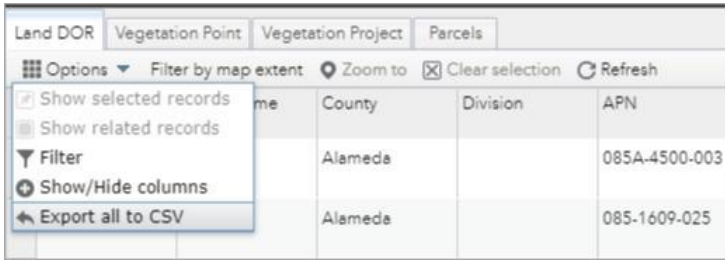 Land DOR Vegetation Point Vegetation Project Parcels
Options Filter by map extent Zoom to Clear selection Refresh
Show selected records
me County Division APN
Show related records
Filter
Alameda 085A-4500-003
Show/Hide columns
Export all to CSV
Alameda 085-1609-025